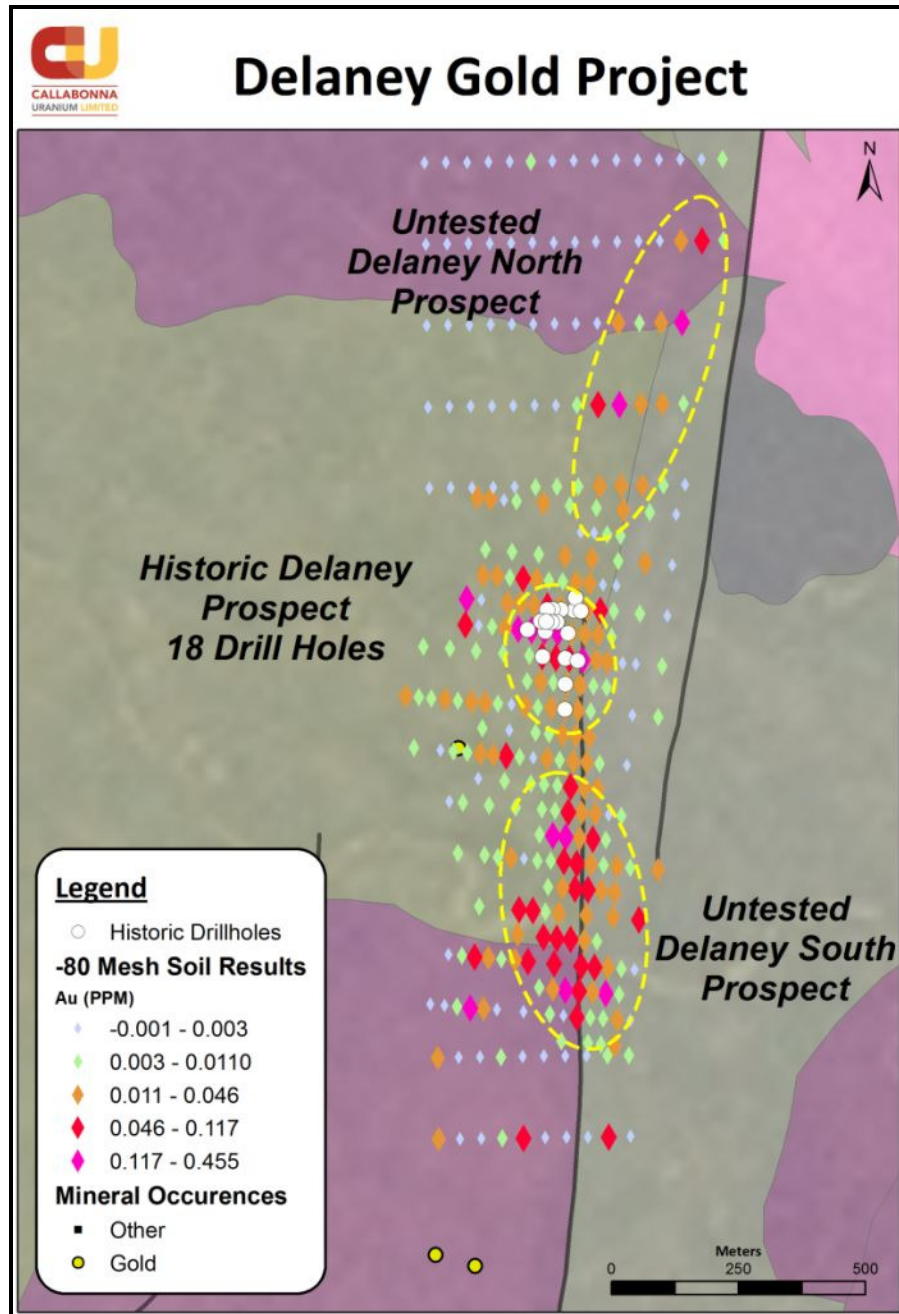 CALLABONNA
URANIUM LIMITED
Delaney Gold Project
N
Untested
Delaney North
Prospect
Historic Delaney
Prospect
18 Drill Holes
Untested
Delaney South
Prospect
Legend
Historic Drillholes
-80 Mesh Soil Results
Au (PPM)
-0.001 - 0.003
0.003 - 0.0110
0.011 - 0.046
0.046 - 0.117
0.117 - 0.455
Mineral Occurences
Other
Gold
Meters
0 250 500